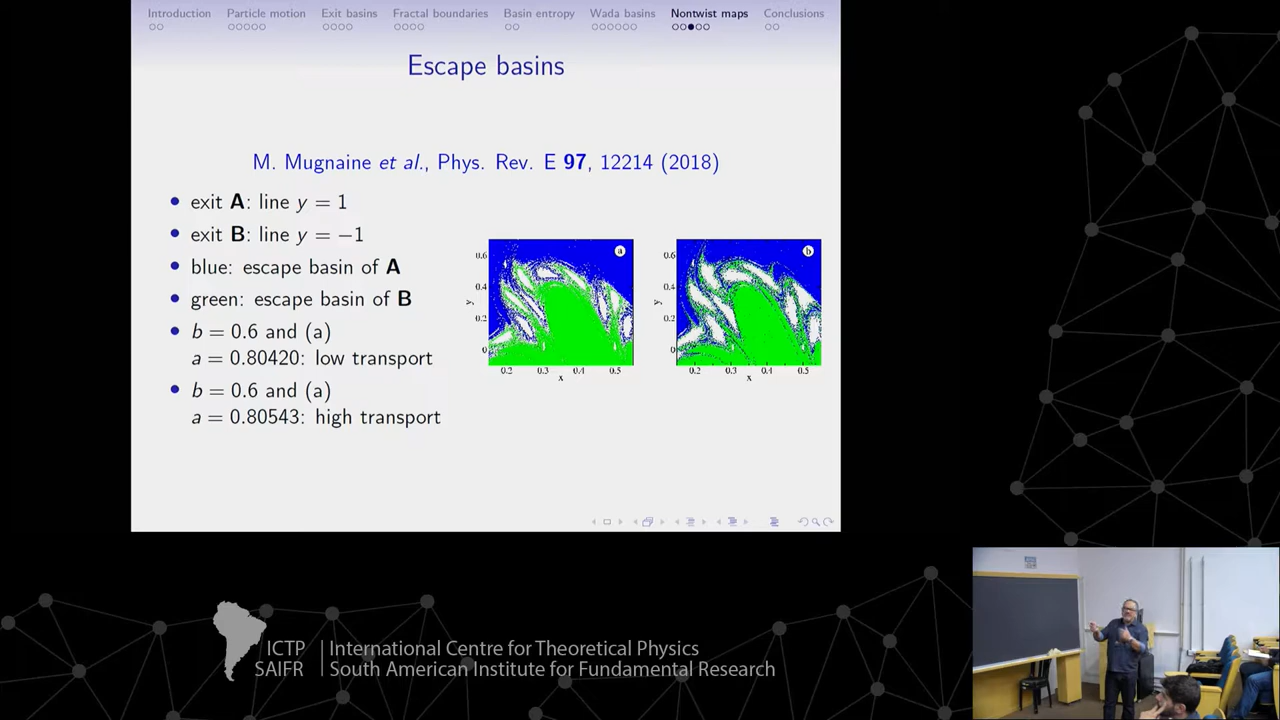 Introduction Particle motion Exit basins Fractal boundaries Basin entropy Wada basins Nontwist maps Conclusions
Escape basins
M. Mugnaine et al., Phys. Rev. E 97, 12214 (2018)
• exit A: line y = 1
• exit B: line y = −1
• blue: escape basin of A
• green: escape basin of B
• b = 0.6 and (a)
a = 0.80420: low transport
• b = 0.6 and (a)
a = 0.80543: high transport
a
0.6
0.4
0.2
0
y
0.2 0.3 0.4 0.5
x
b
0.6
0.4
0.2
0
y
0.2 0.3 0.4 0.5
x
ICTP International Centre for Theoretical Physics
SAIFR South American Institute for Fundamental Research